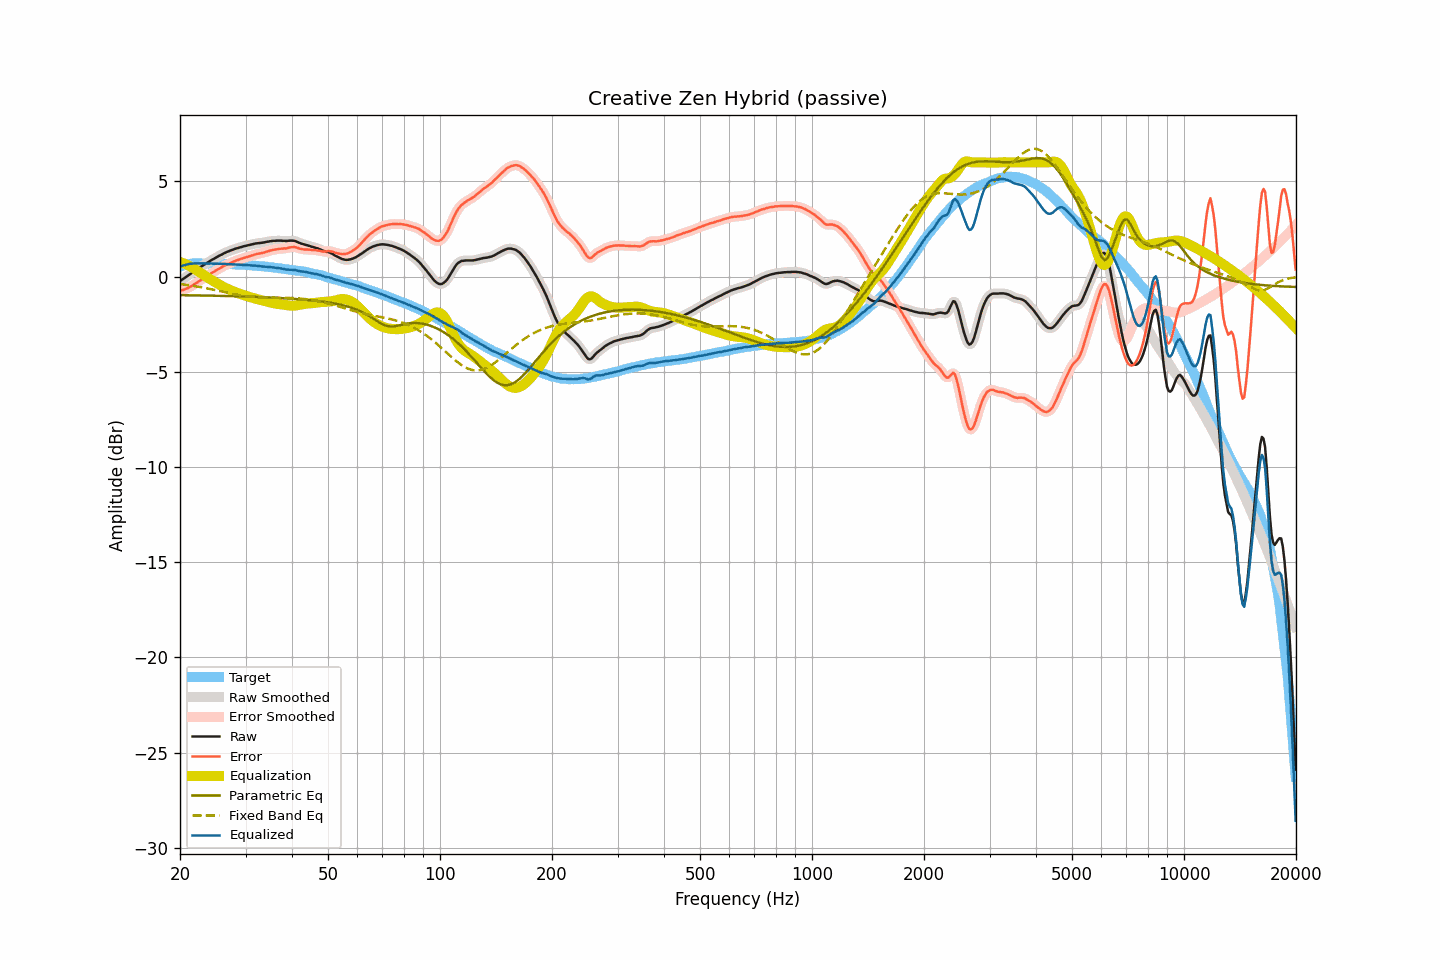 Creative Zen Hybrid (passive)
5
0
−5
−10
−15
−20
−25
−30
Amplitude (dBr)
Target
Raw Smoothed
Error Smoothed
Raw
Error
Equalization
Parametric Eq
Fixed Band Eq
Equalized
20 50 100 200 500 1000 2000 5000 10000 20000
Frequency (Hz)